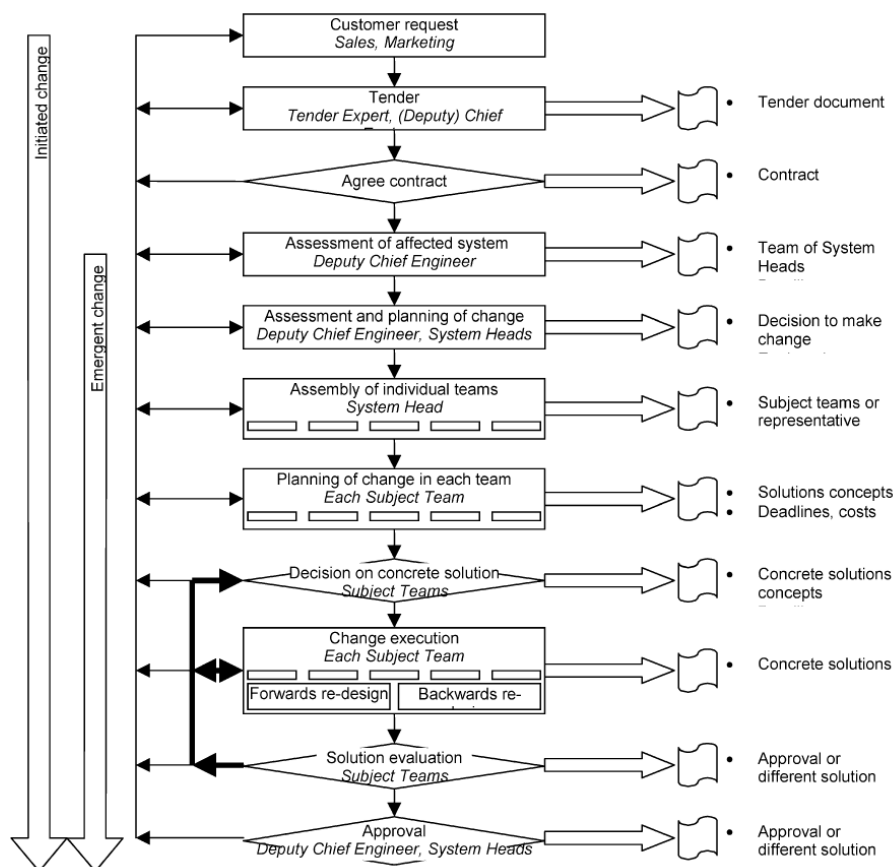 Initiated change
Emergent change
Customer request
Sales, Marketing
Tender
Tender Expert, (Deputy) Chief
• Tender document
Agree contract
• Contract
Assessment of affected system
Deputy Chief Engineer
• Team of System
Heads
Assessment and planning of change
Deputy Chief Engineer, System Heads
• Decision to make
change
Assembly of individual teams
System Head
• Subject teams or
representative
Planning of change in each team
Each Subject Team
• Solutions concepts
• Deadlines, costs
Decision on concrete solution
Subject Teams
• Concrete solutions
concepts
Change execution
Each Subject Team
Forwards re-design
Backwards re-
• Concrete solutions
Solution evaluation
Subject Teams
• Approval or
different solution
Approval
Deputy Chief Engineer, System Heads
• Approval or
different solution